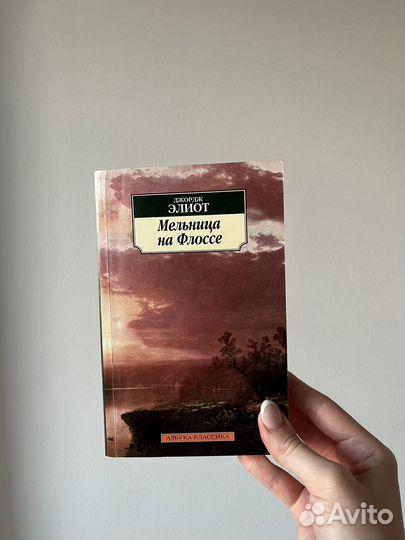 ДЖОРДЖ
ЭЛИОТ
Мельница
на Флоссе
АЗБУКА-КЛАССИКА
Avito